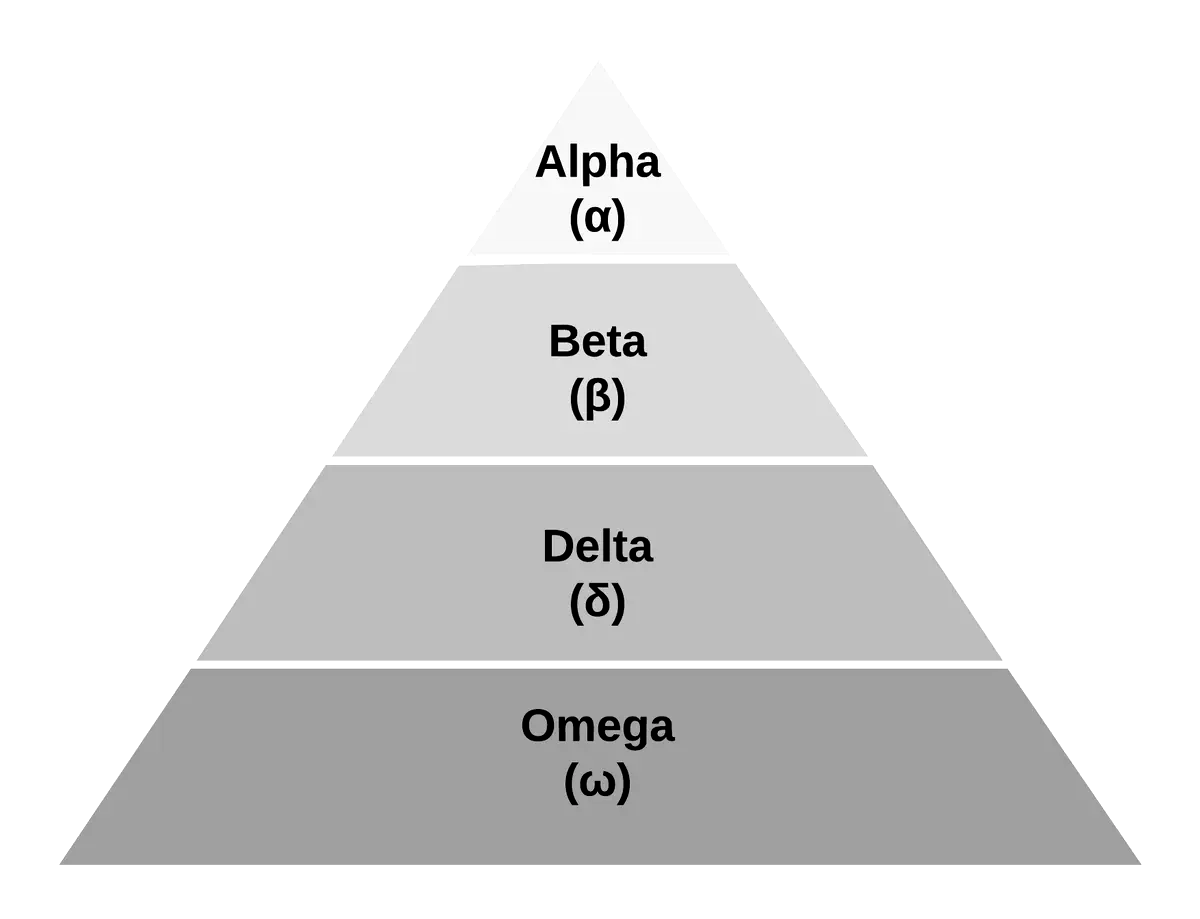 Alpha
(α)
Beta
(β)
Delta
(δ)
Omega
(ω)